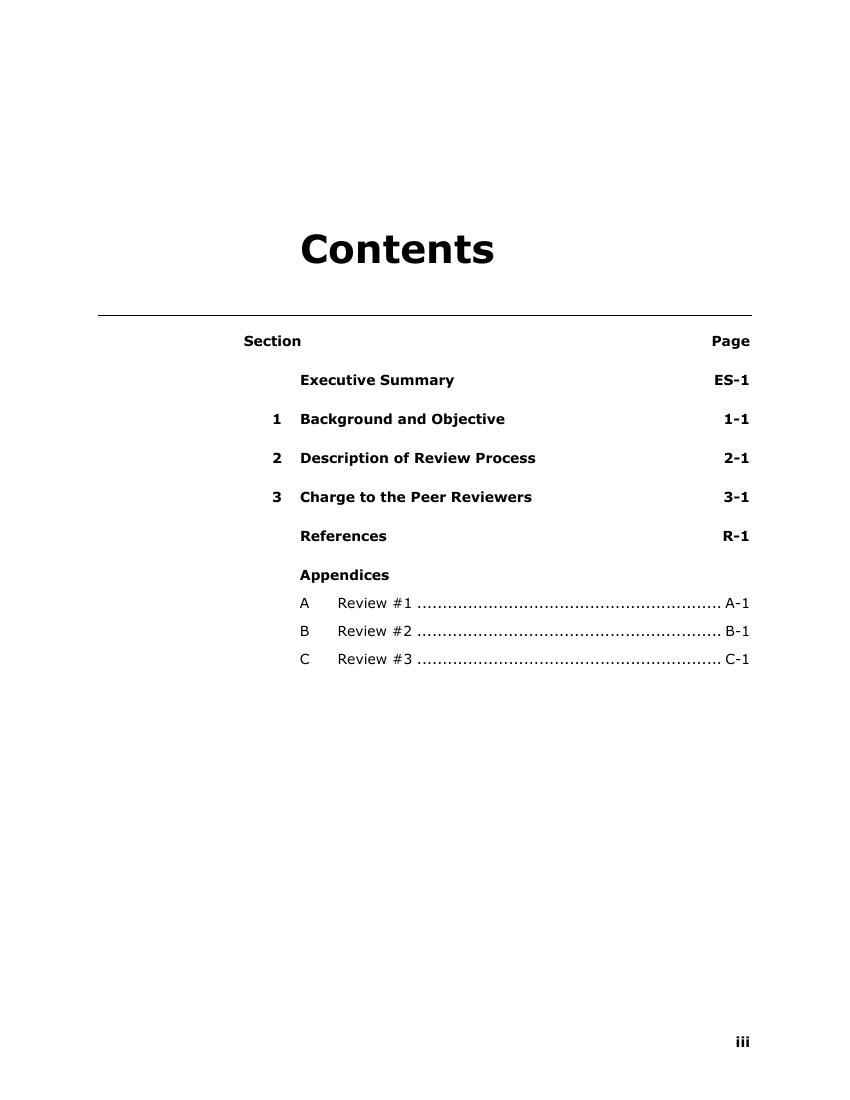 Contents
Section Page
Executive Summary ES-1
1 Background and Objective 1-1
2 Description of Review Process 2-1
3 Charge to the Peer Reviewers 3-1
References R-1
Appendices
A Review #1 ............................................................ A-1
B Review #2 ............................................................ B-1
C Review #3 ............................................................ C-1
iii